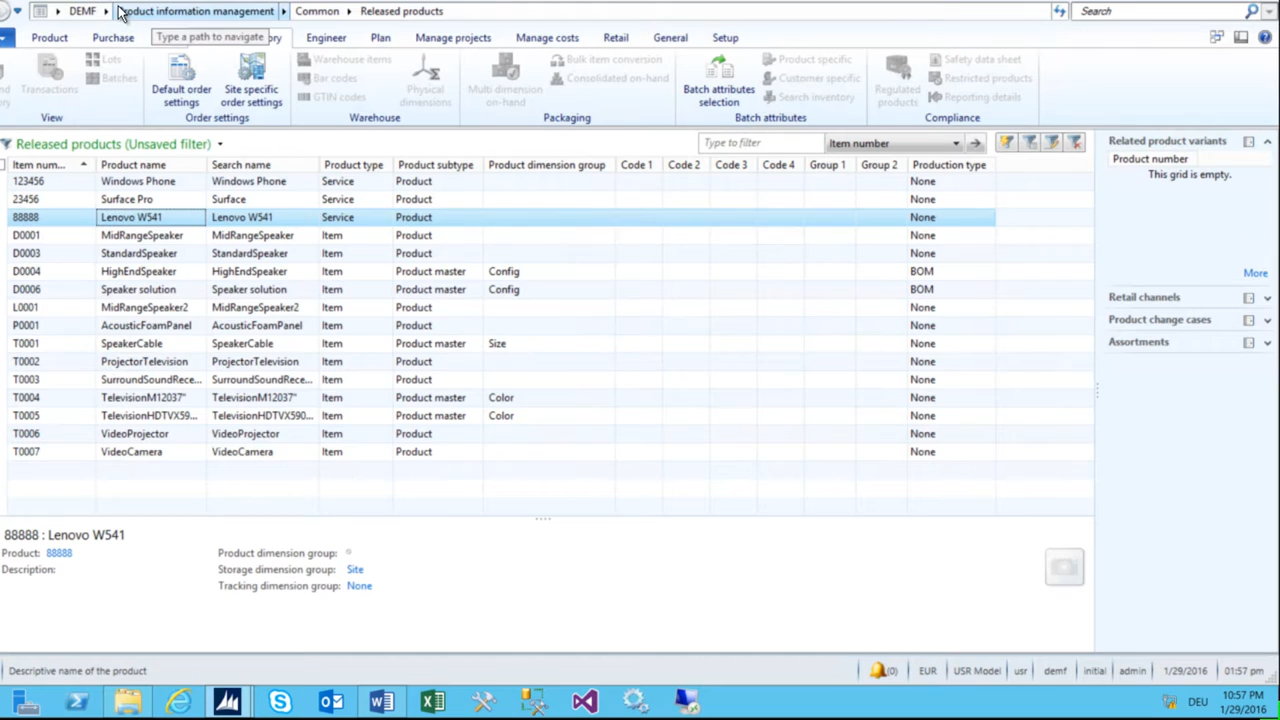 DEMF Product information management Common Released products Search
Product Purchase Type a path to navigate Engineer Plan Manage projects Manage costs Retail General Setup
Transactions Lots Batches View
Default order settings Site specific order settings Order settings
Warehouse items Bar codes GTIN codes Physical dimensions Warehouse
Multi dimension on-hand Bulk item conversion Consolidated on-hand Packaging
Batch attributes selection Product specific Customer specific Search inventory Batch attributes
Regulated products Safety data sheet Restricted products Reporting details Compliance
Released products (Unsaved filter) Type to filter Item number
Item num... Product name Search name Product type Product subtype Product dimension group Code 1 Code 2 Code 3 Code 4 Group 1 Group 2 Production type
123456 Windows Phone Windows Phone Service Product None
23456 Surface Pro Surface Service Product None
88888 Lenovo W541 Lenovo W541 Service Product None
D0001 MidRangeSpeaker MidRangeSpeaker Item Product None
D0003 StandardSpeaker StandardSpeaker Item Product None
D0004 HighEndSpeaker HighEndSpeaker Item Product master Config BOM
D0006 Speaker solution Speaker solution Item Product master Config BOM
L0001 MidRangeSpeaker2 MidRangeSpeaker2 Item Product None
P0001 AcousticFoamPanel AcousticFoamPanel Item Product None
T0001 SpeakerCable SpeakerCable Item Product master Size None
T0002 ProjectorTelevision ProjectorTelevision Item Product None
T0003 SurroundSoundRece... SurroundSoundRece... Item Product None
T0004 TelevisionM12037" TelevisionM12037" Item Product master Color None
T0005 TelevisionHDTVX59... TelevisionHDTVX590... Item Product master Color None
T0006 VideoProjector VideoProjector Item Product None
T0007 VideoCamera VideoCamera Item Product None
Related product variants
Product number
This grid is empty.
More
Retail channels
Product change cases
Assortments
88888 : Lenovo W541
Product: 88888 Product dimension group:
Description: Storage dimension group: Site
Tracking dimension group: None
Descriptive name of the product (0) EUR USR Model usr demf initial admin 1/29/2016 01:57 pm
DEU 10:57 PM
1/29/2016